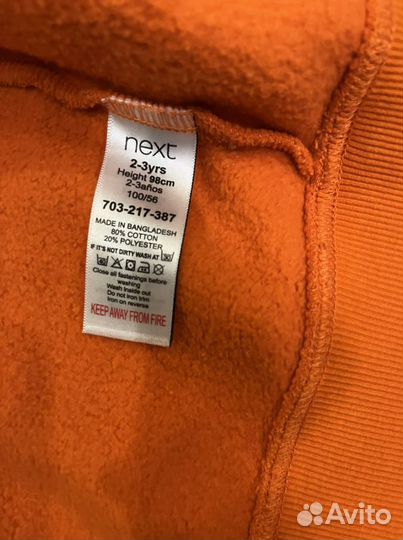 next
2-3yrs
Height 98cm
2-3años
100/56
703-217-387
MADE IN BANGLADESH
80% COTTON
20% POLYESTER
IF IT'S NOT DIRTY WASH AT 30
40
Close all fastenings before
washing
Wash inside out
Do not iron trim
Iron on reverse
KEEP AWAY FROM FIRE
Avito